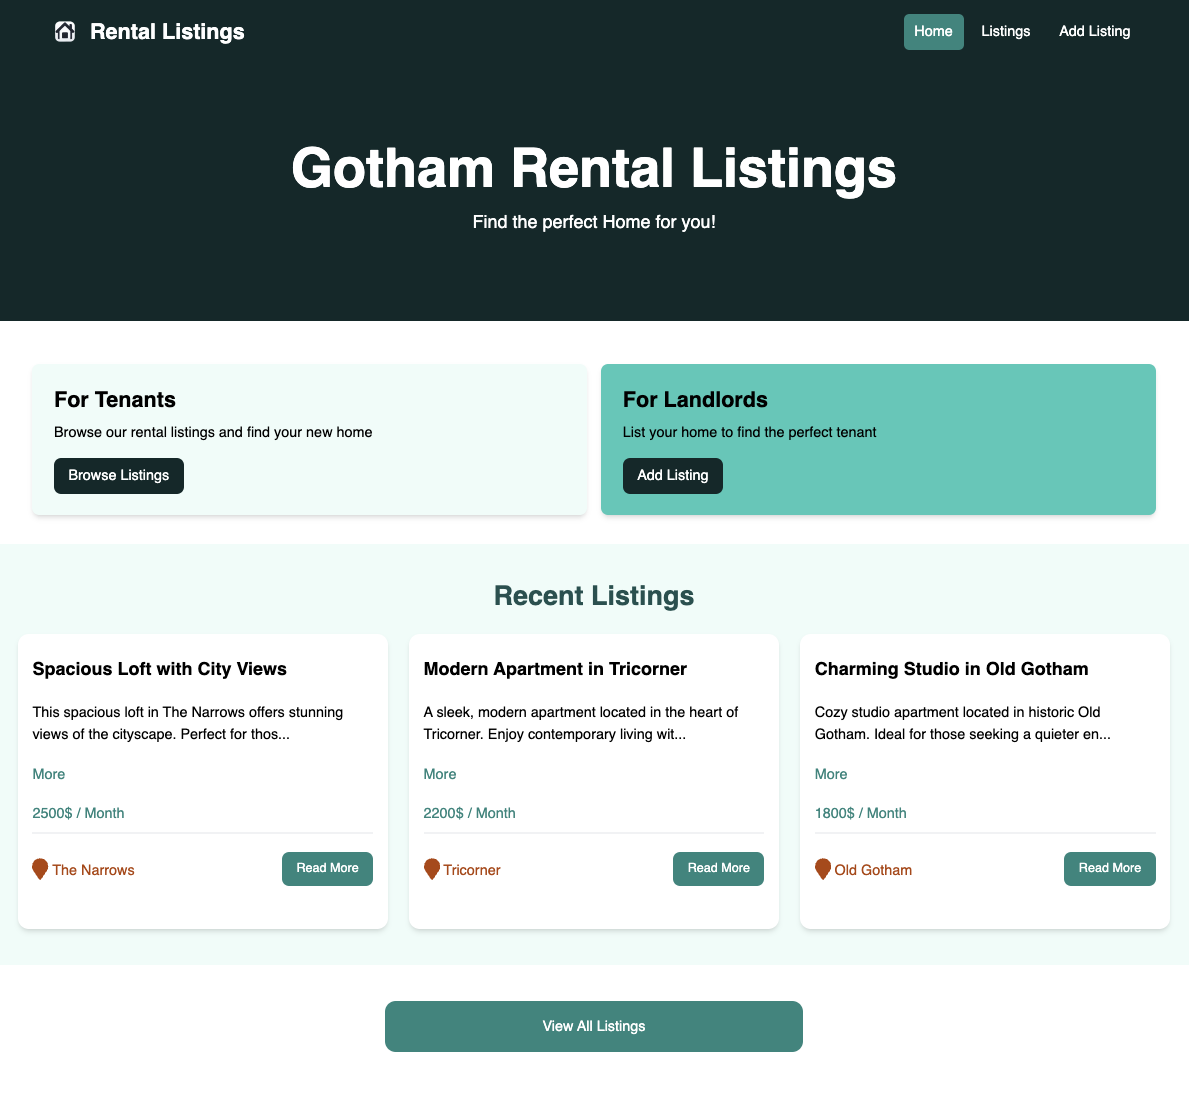 Rental Listings
Home
Listings
Add Listing
Gotham Rental Listings
Find the perfect Home for you!
For Tenants
Browse our rental listings and find your new home
Browse Listings
For Landlords
List your home to find the perfect tenant
Add Listing
Recent Listings
Spacious Loft with City Views
This spacious loft in The Narrows offers stunning
views of the cityscape. Perfect for thos...
More
2500$ / Month
The Narrows
Read More
Modern Apartment in Tricorner
A sleek, modern apartment located in the heart of
Tricorner. Enjoy contemporary living wit...
More
2200$ / Month
Tricorner
Read More
Charming Studio in Old Gotham
Cozy studio apartment located in historic Old
Gotham. Ideal for those seeking a quieter en...
More
1800$ / Month
Old Gotham
Read More
View All Listings